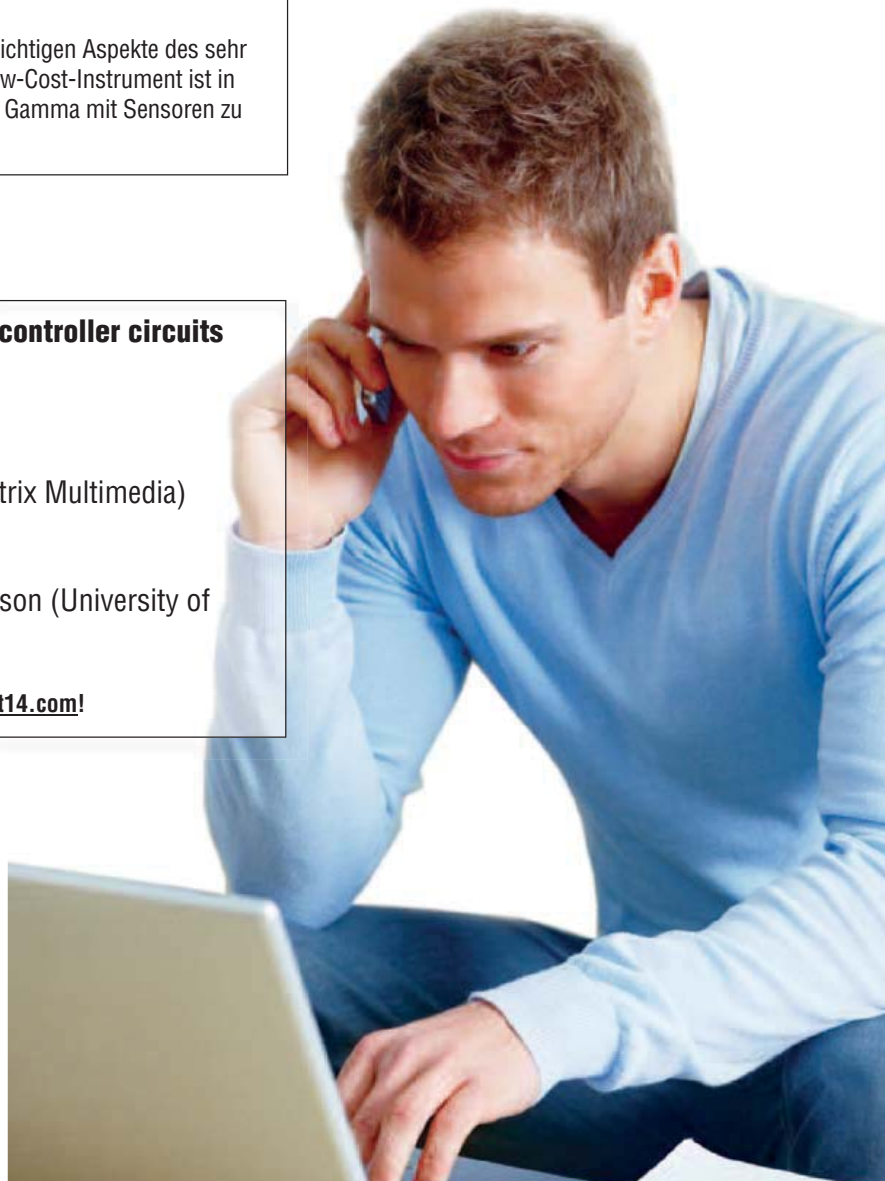 ichtigen Aspekte des sehr
w-Cost-Instrument ist in
Gamma mit Sensoren zu
controller circuits
trix Multimedia)
son (University of
t14.com!